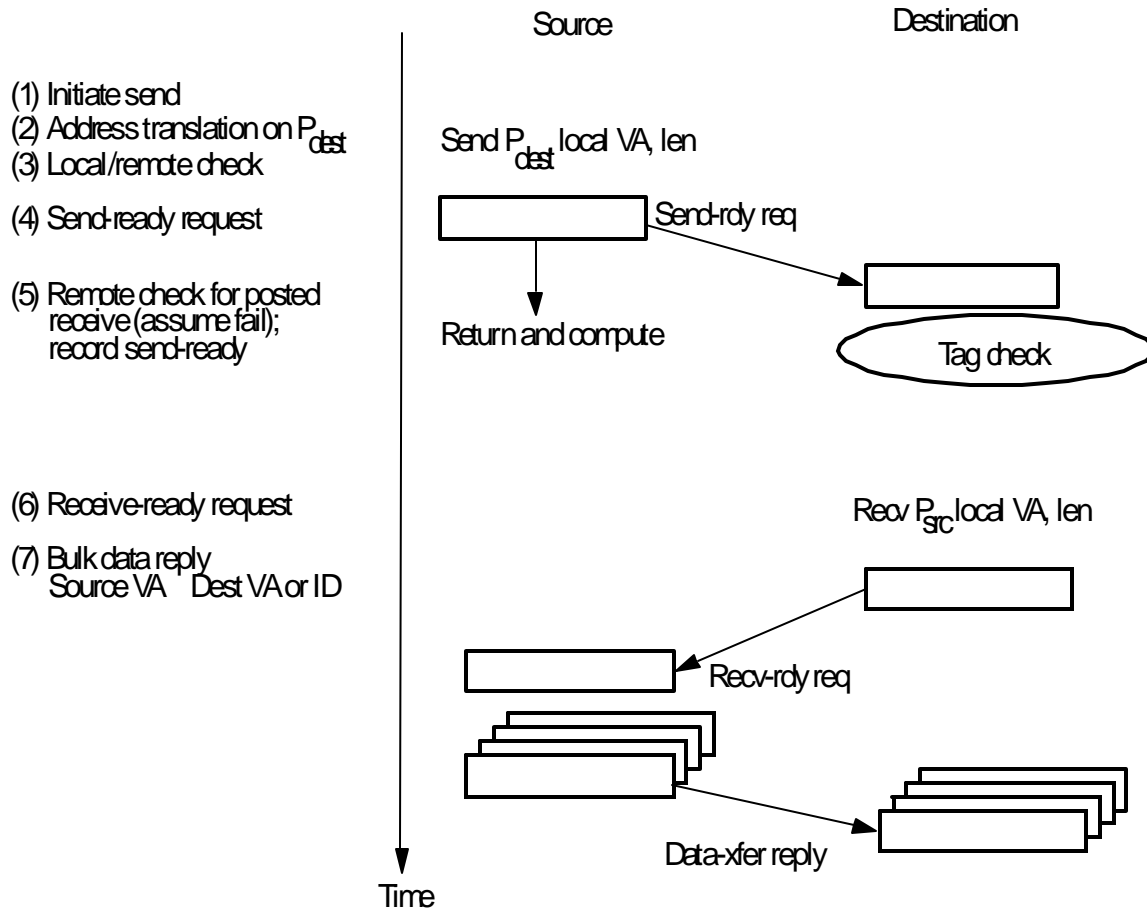 Source
Destination
(1) Initiate send
(2) Address translation on Pdest
(3) Local/remote check
Send Pdest local VA, len
(4) Send-ready request
Send-rdy req
(5) Remote check for posted
receive (assume fail);
record send-ready
Return and compute
Tag check
(6) Receive-ready request
Recv Psrc local VA, len
(7) Bulk data reply
Source VA Dest VA or ID
Recv-rdy req
Data-xfer reply
Time